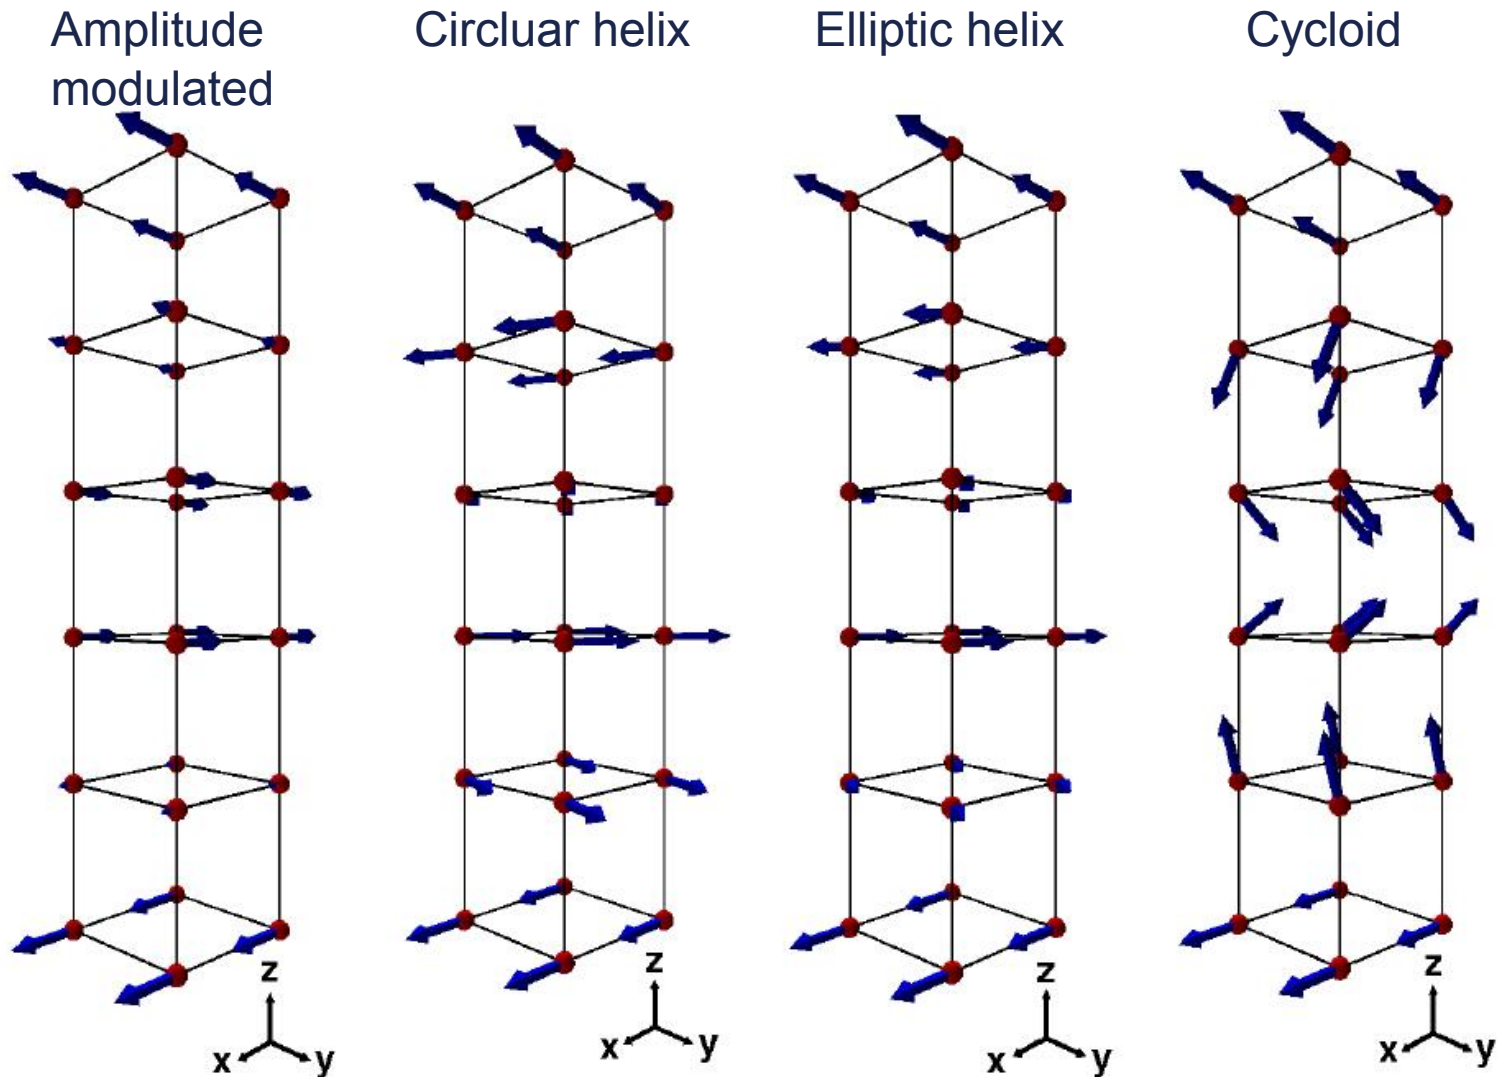 Amplitude
modulated
Circluar helix
Elliptic helix
Cycloid
z
x
y
z
x
y
z
x
y
z
x
y